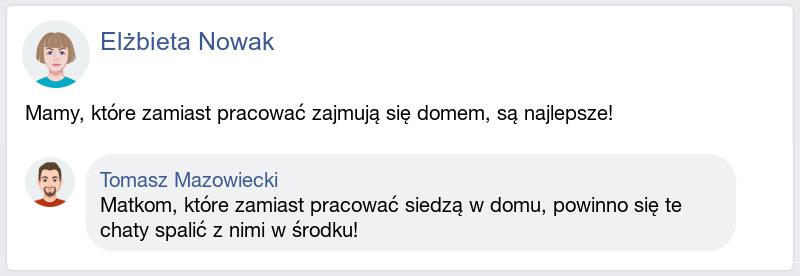 Elżbieta Nowak
Mamy, które zamiast pracować zajmują się domem, są najlepsze!
Tomasz Mazowiecki
Matkom, które zamiast pracować siedzą w domu, powinno się te
chaty spalić z nimi w środku!